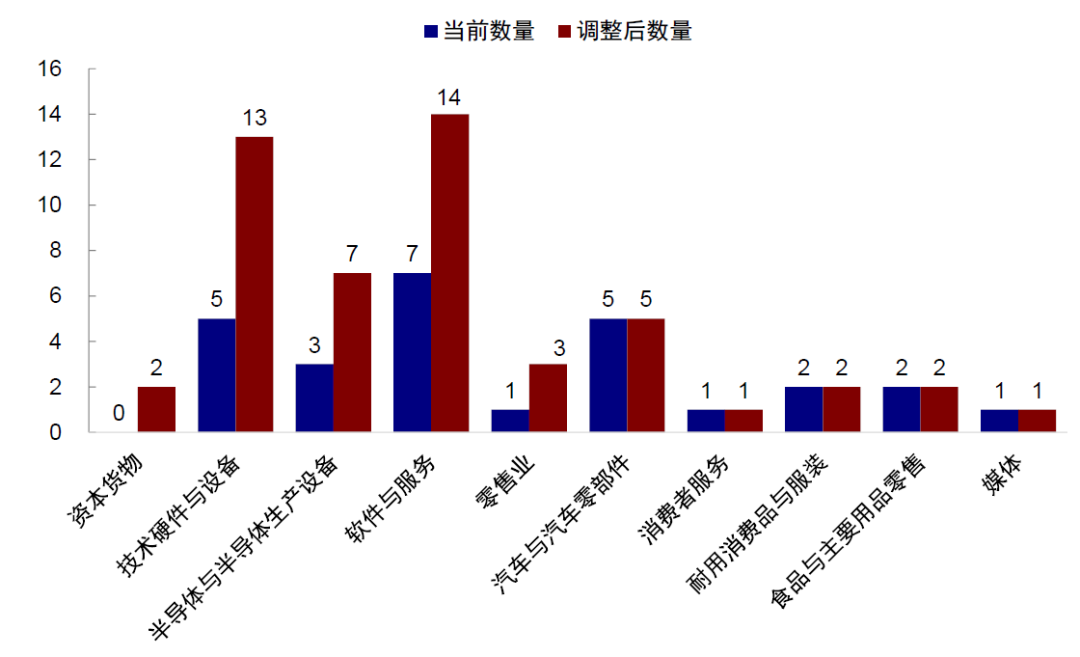 当前数量 调整后数量
16
14
12
10
8
6
4
2
0
0 2
5 13
3 7
7 14
1 3
5 5
1 1
2 2
2 2
1 1
资本货物
技术硬件与设备
半导体与半导体生产设备
软件与服务
零售业
汽车与汽车零部件
消费者服务
耐用消费品与服装
食品与主要用品零售
媒体